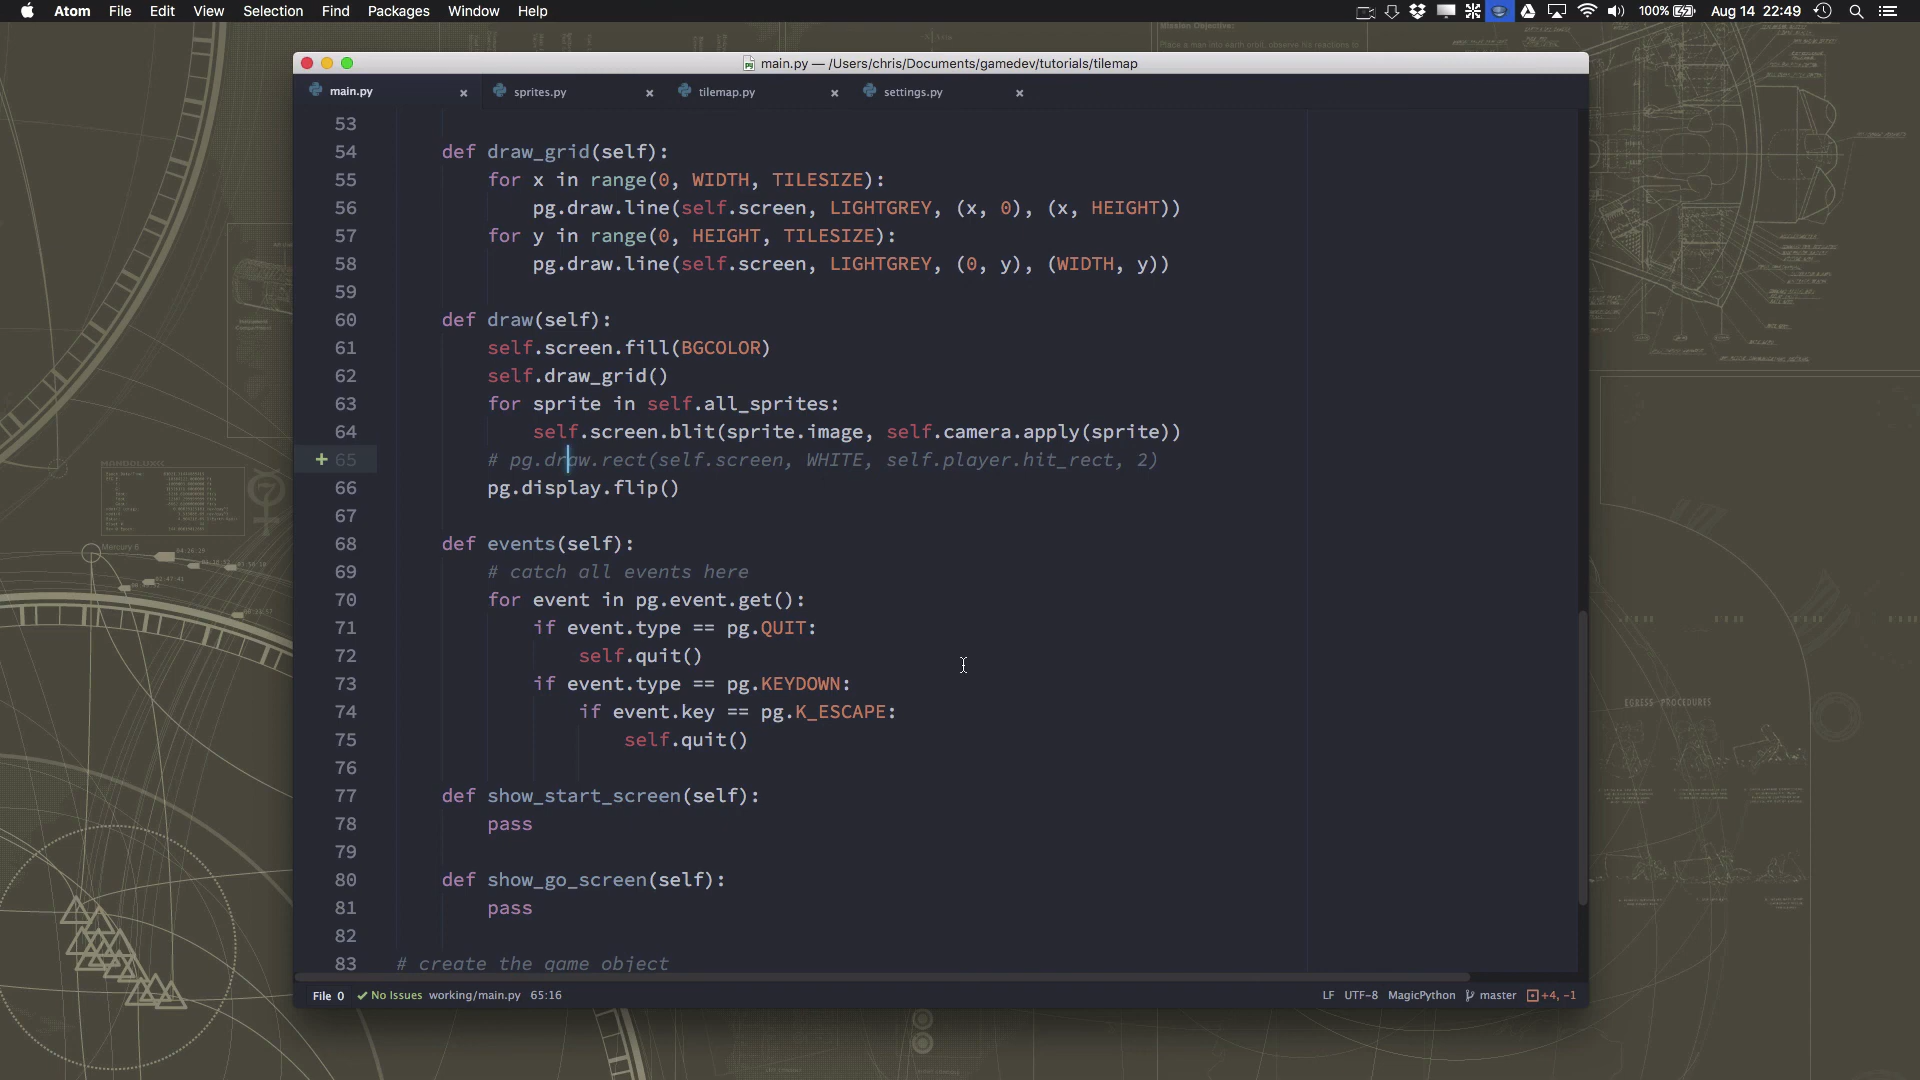 Atom File Edit View Selection Find Packages Window Help 100% Aug 14 22:49
main.py — /Users/chris/Documents/gamedev/tutorials/tilemap
main.py × sprites.py × tilemap.py × settings.py ×
53
54 def draw_grid(self):
55 for x in range(0, WIDTH, TILESIZE):
56 pg.draw.line(self.screen, LIGHTGREY, (x, 0), (x, HEIGHT))
57 for y in range(0, HEIGHT, TILESIZE):
58 pg.draw.line(self.screen, LIGHTGREY, (0, y), (WIDTH, y))
59
60 def draw(self):
61 self.screen.fill(BGCOLOR)
62 self.draw_grid()
63 for sprite in self.all_sprites:
64 self.screen.blit(sprite.image, self.camera.apply(sprite))
+ 65 # pg.draw.rect(self.screen, WHITE, self.player.hit_rect, 2)
66 pg.display.flip()
67
68 def events(self):
69 # catch all events here
70 for event in pg.event.get():
71 if event.type == pg.QUIT:
72 self.quit()
73 if event.type == pg.KEYDOWN:
74 if event.key == pg.K_ESCAPE:
75 self.quit()
76
77 def show_start_screen(self):
78 pass
79
80 def show_go_screen(self):
81 pass
82
83 # create the game object
File 0 No Issues working/main.py 65:16 LF UTF-8 MagicPython master +4, -1
Mission Objective:
Mercury 6
EGRESS PROCEDURES